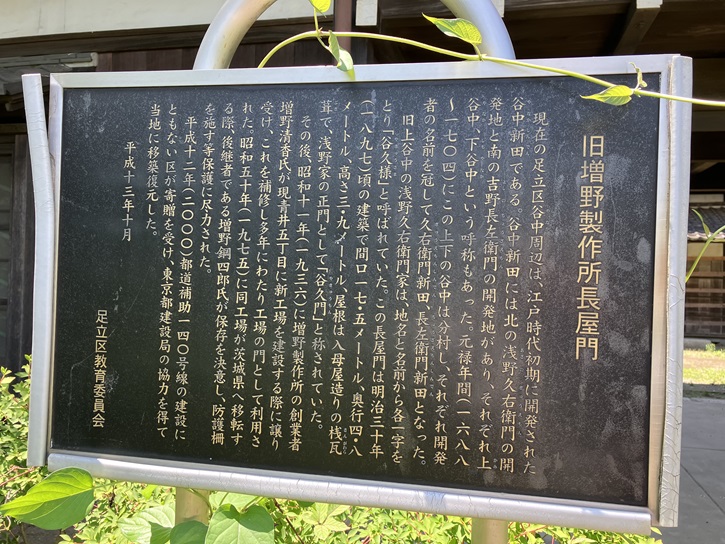 旧増野製作所長屋門
現在の足立区谷中周辺は、江戸時代初期に開発された
谷中新田である。谷中新田には北の浅野久右衛門の開
発地と南の吉野長左衛門の開発地があり、それぞれ上
谷中、下谷中という呼称もあった。元禄年間(一六八八
〜一七〇四)にこの上下の谷中は分村し、それぞれ開発
者の名前を冠して久右衛門新田、長左衛門新田となった。
旧上谷中の浅野久右衛門家は、地名と名前から各一字を
とり「谷久様」と呼ばれていた。この長屋門は明治三十年
(一八九七)頃の建築で間口一七・五メートル、奥行四・八
メートル、高さ三・九メートル、屋根は入母屋造りの桟瓦
葺で、浅野家の正門として「谷久門」と称されていた。
その後、昭和十一年(一九三六)に増野製作所の創業者
増野清香氏が現青井五丁目に新工場を建設する際に譲り
受け、これを補修し多年にわたり工場の門として利用さ
れた。昭和五十年(一九七五)に同工場が茨城県へ移転す
る際、後継者である増野鋼四郎氏が保存を決意し、防護柵
を施す等保護に尽力された。
平成十二年(二〇〇〇)都道補助一四〇号線の建設に
ともない区が寄贈を受け、東京都建設局の協力を得て
当地に移築復元した。
平成十三年十月
足立区教育委員会